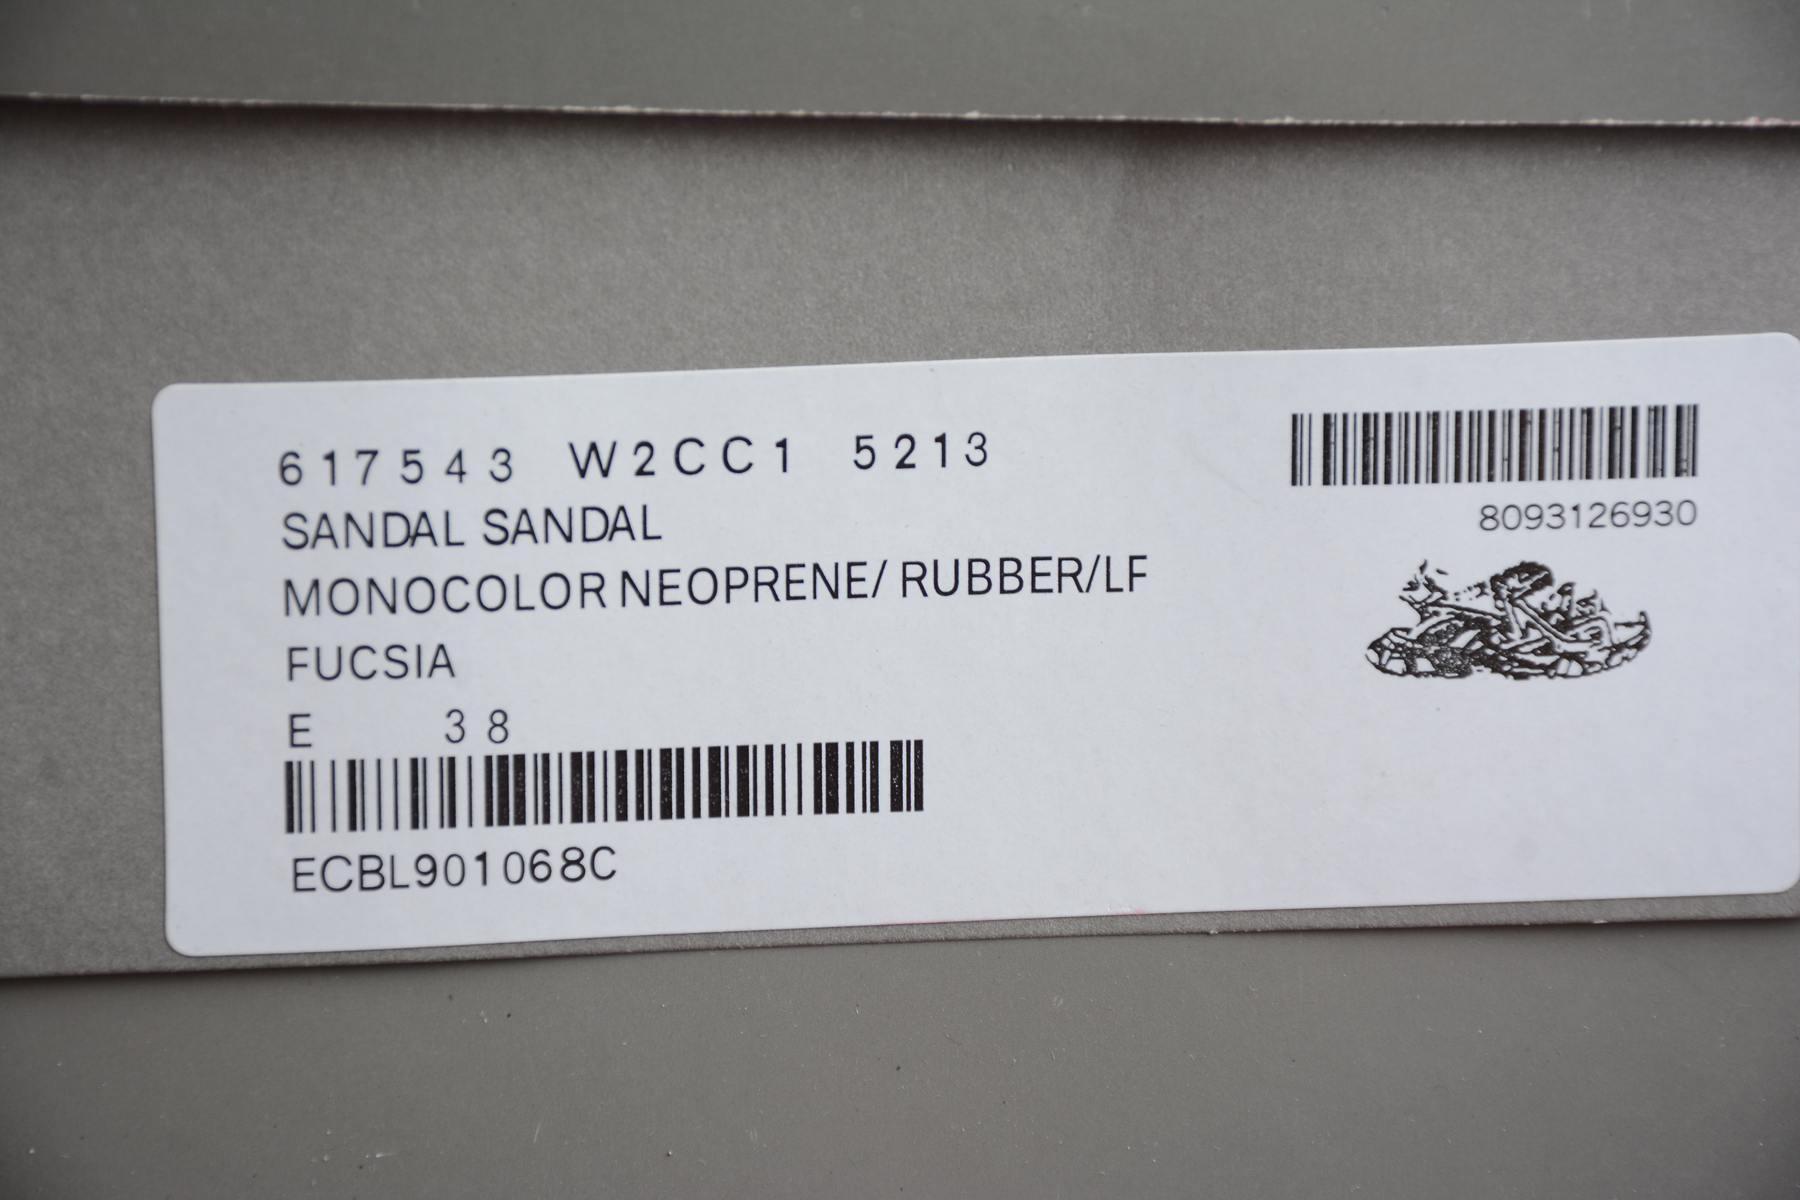 617543 W2CC1 5213
SANDAL SANDAL
MONOCOLOR NEOPRENE/ RUBBER/LF
FUCSIA
E 38
ECBL901068C
8093126930